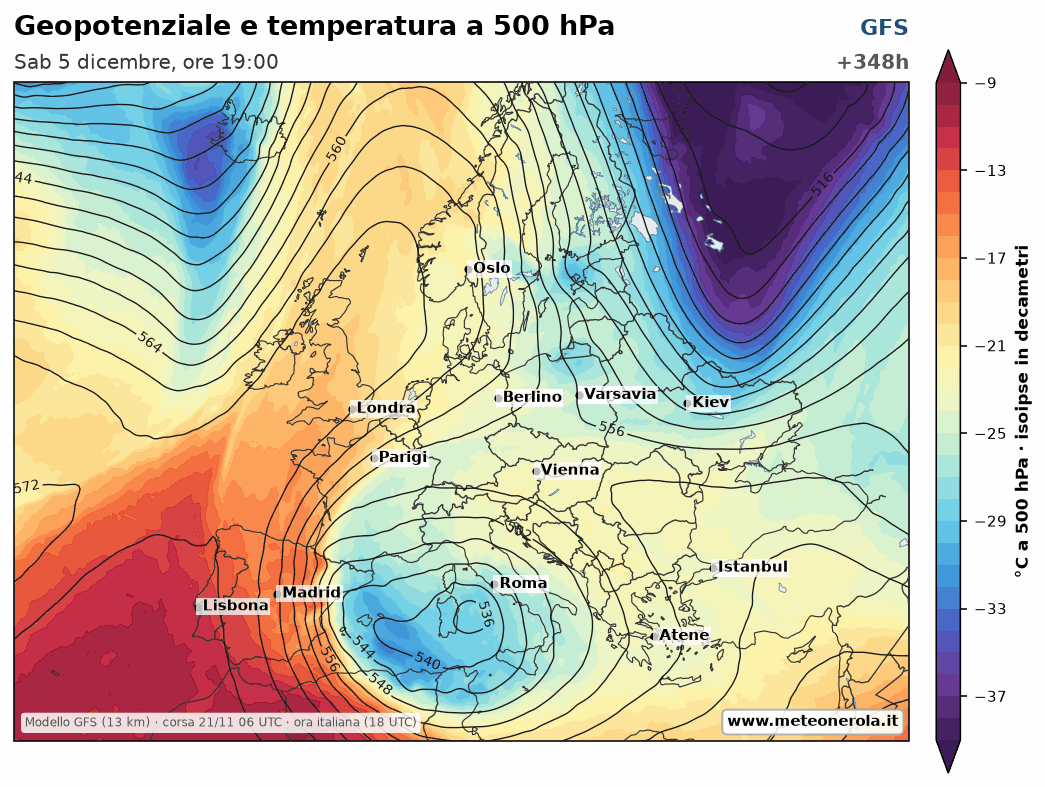 Geopotenziale e temperatura a 500 hPa
GFS
Sab 5 dicembre, ore 19:00
+348h
−9
560
516
−13
44
Oslo
−17
564
−21
Berlino
Varsavia
Kiev
Londra
556
−25
Parigi
Vienna
572
−29
Istanbul
Roma
Madrid
Lisbona
536
−33
544
Atene
540
556
548
−37
°C a 500 hPa · isoipse in decametri
Modello GFS (13 km) · corsa 21/11 06 UTC · ora italiana (18 UTC)
www.meteonerola.it